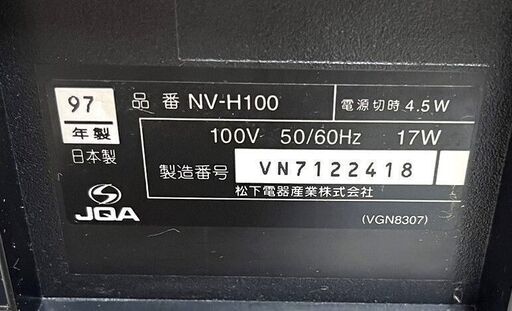 97
年製
日本製
品番 NV-H100
電源切時 4.5W
100V 50/60Hz 17W
製造番号 VN7122418
松下電器産業株式会社
JQA
(VGN8307)